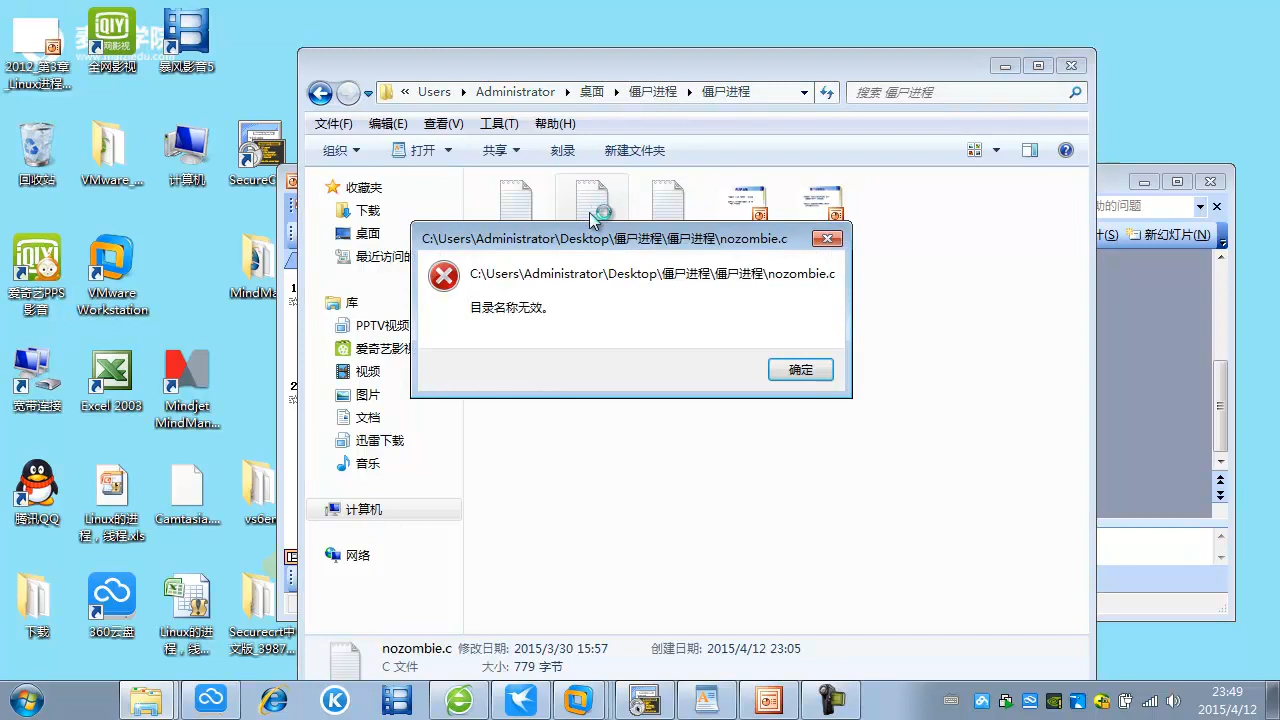 2012_第3章
_Linux进程...
全网影视
暴风影音5
www.maiziedu.com
回收站
VMware_...
计算机
SecureC
爱奇艺PPS
影音
VMware
Workstation
MindMa
宽带连接
Excel 2003
Mindjet
MindMan...
腾讯QQ
Linux的进
程，线程.xls
Camtasia....
vs6er
下载
360云盘
Linux的进
程，线...
Securecrt中
文版_3987...
« Users Administrator 桌面 僵尸进程 僵尸进程
搜索 僵尸进程
文件(F) 编辑(E) 查看(V) 工具(T) 帮助(H)
组织 打开 共享 刻录 新建文件夹
收藏夹
下载
桌面
最近访问的
库
PPTV视频
爱奇艺影视
视频
图片
文档
迅雷下载
音乐
计算机
网络
C:\Users\Administrator\Desktop\僵尸进程\僵尸进程\nozombie.c
C:\Users\Administrator\Desktop\僵尸进程\僵尸进程\nozombie.c
目录名称无效。
确定
助的问题
计(S) 新幻灯片(N)
1
2
nozombie.c 修改日期: 2015/3/30 15:57 创建日期: 2015/4/12 23:05
C 文件 大小: 779 字节
23:49
2015/4/12